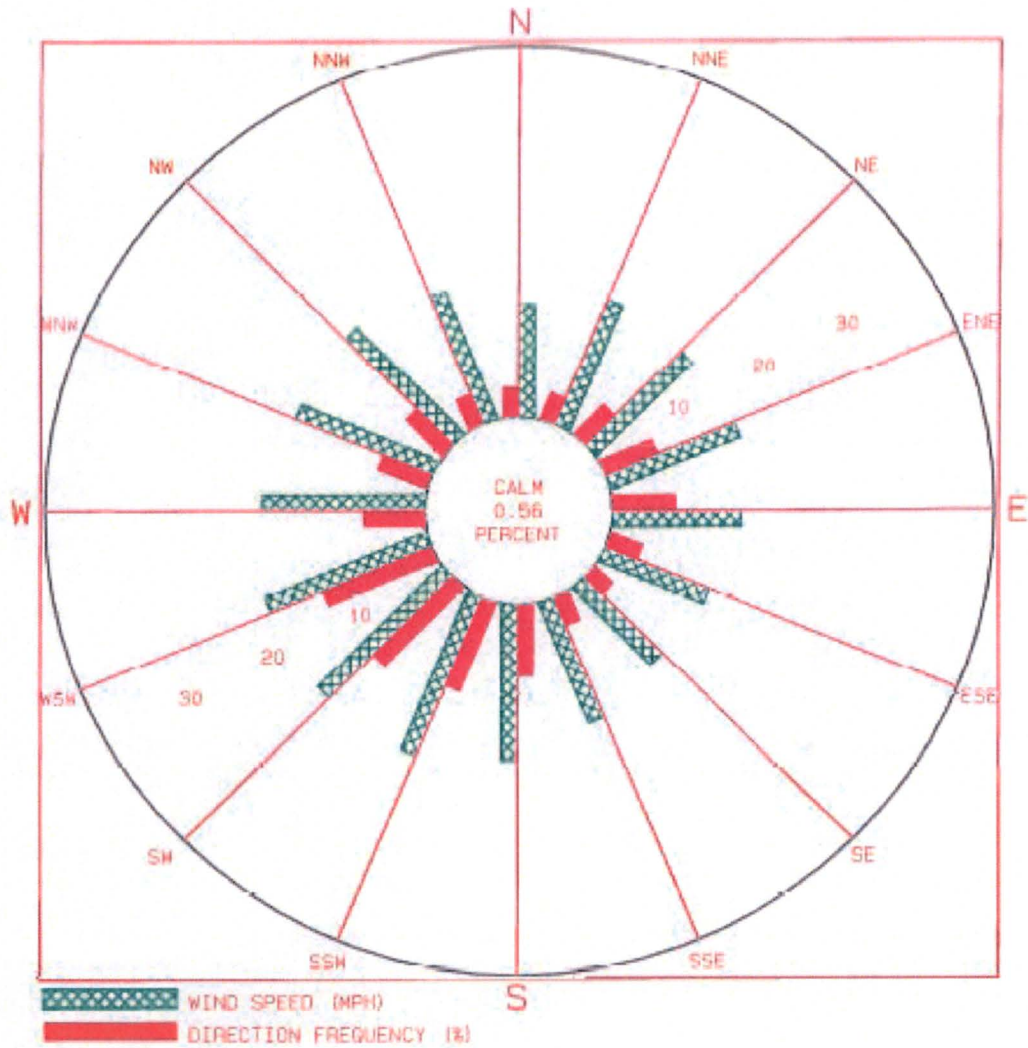 N
NNW
NNE
NW
NE
WNW
30
ENE
20
10
CALM
W
0.56
E
PERCENT
10
20
30
WSW
ESE
SW
SE
SSW
SSE
S
WIND SPEED (MPH)
DIRECTION FREQUENCY (%)